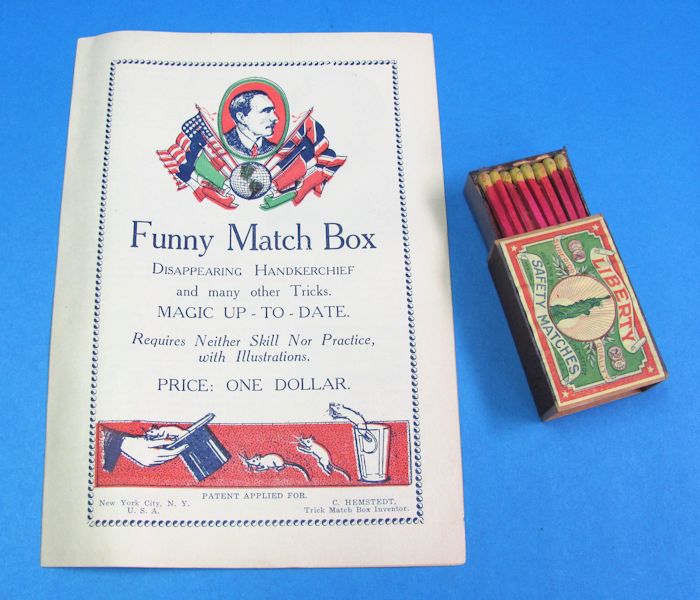 Funny Match Box
DISAPPEARING HANDKERCHIEF
and many other Tricks.
MAGIC UP - TO - DATE.
Requires Neither Skill Nor Practice,
with Illustrations.
PRICE: ONE DOLLAR.
PATENT APPLIED FOR.
New York City, N. Y.
U. S. A.
C. HEMSTEDT,
Trick Match Box Inventor.
LIBERTY
SAFETY MATCHES